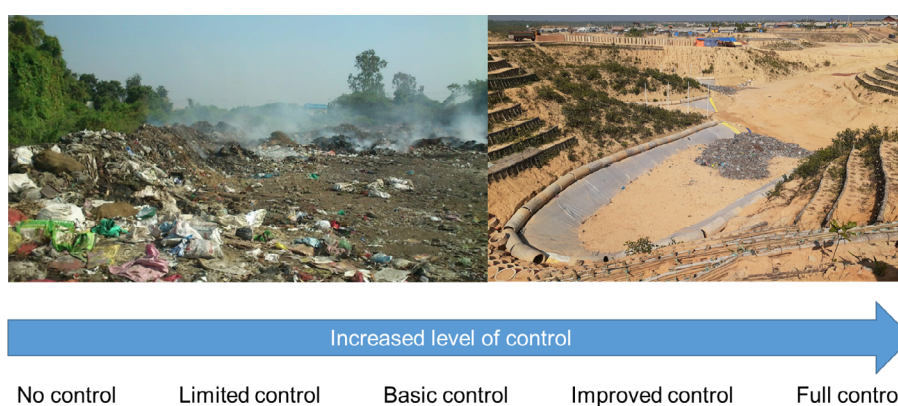 Increased level of control
No control Limited control Basic control Improved control Full contro